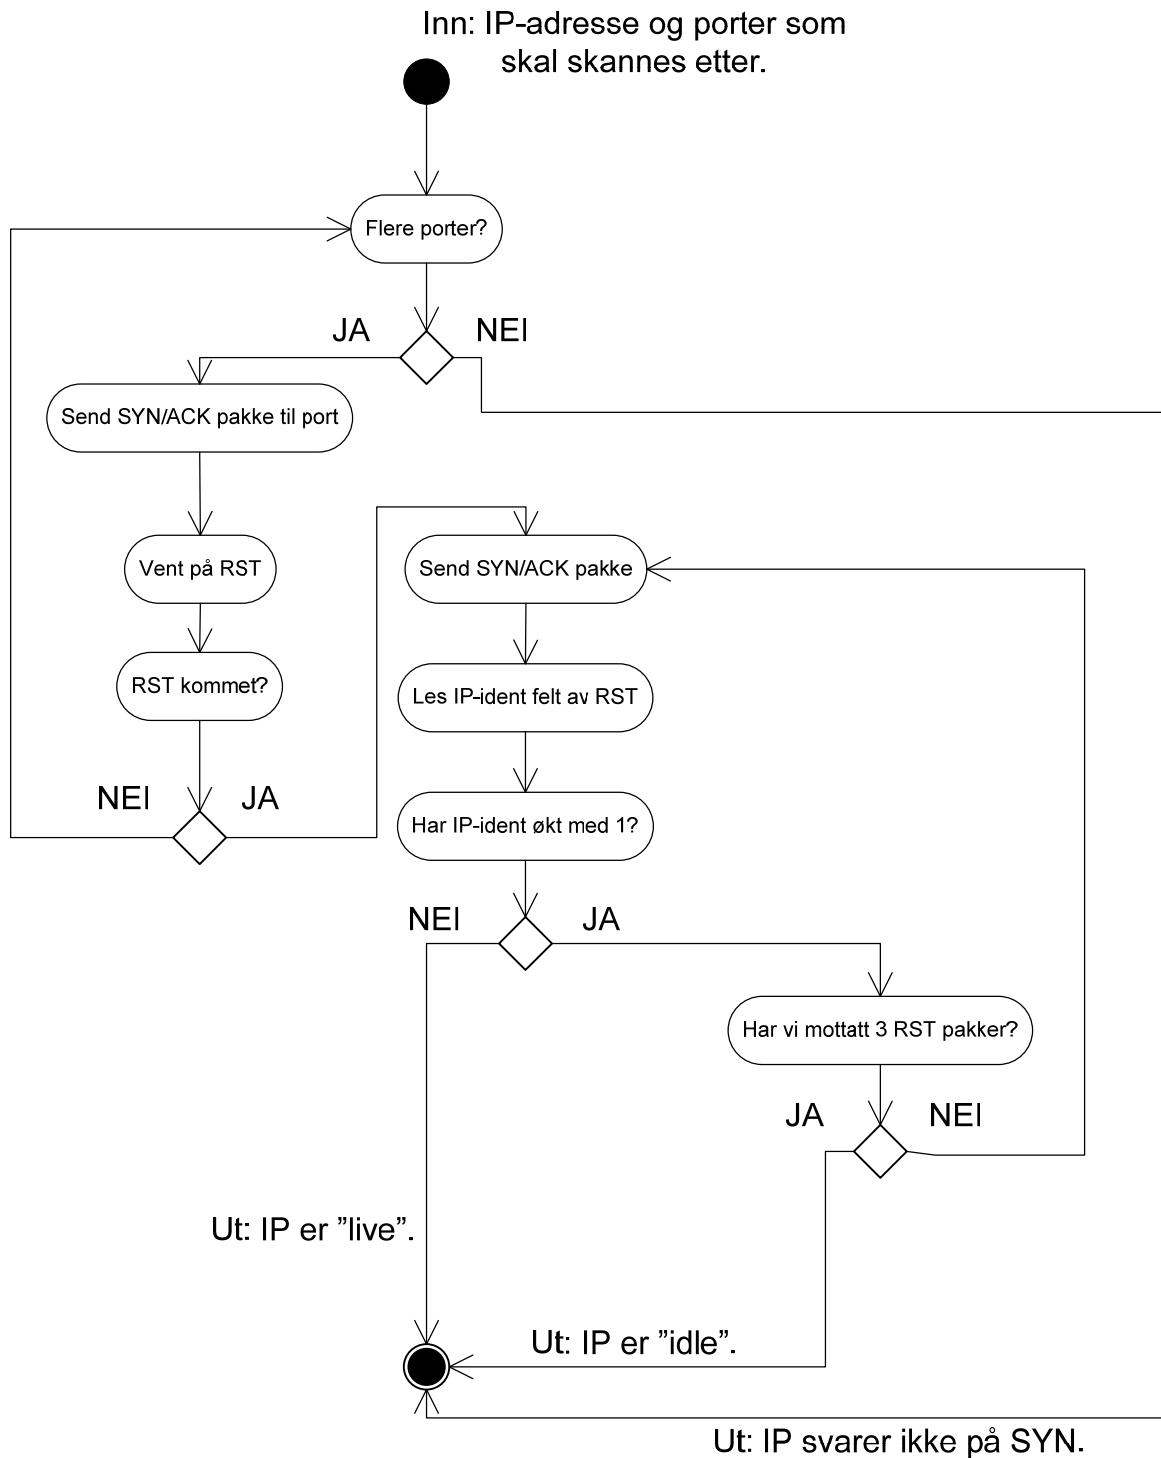 Inn: IP-adresse og porter som
skal skannes etter.
Flere porter?
JA
NEI
Send SYN/ACK pakke til port
Vent på RST
Send SYN/ACK pakke
RST kommet?
Les IP-ident felt av RST
NEI
JA
Har IP-ident økt med 1?
NEI
JA
Har vi mottatt 3 RST pakker?
JA
NEI
Ut: IP er ”live”.
Ut: IP er ”idle”.
Ut: IP svarer ikke på SYN.